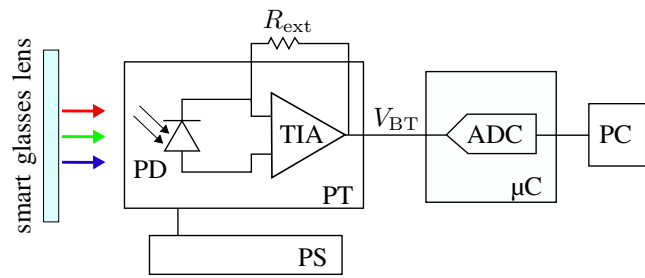 smart glasses lens
R_ext
PD
TIA
PT
V_BT
ADC
μC
PC
PS